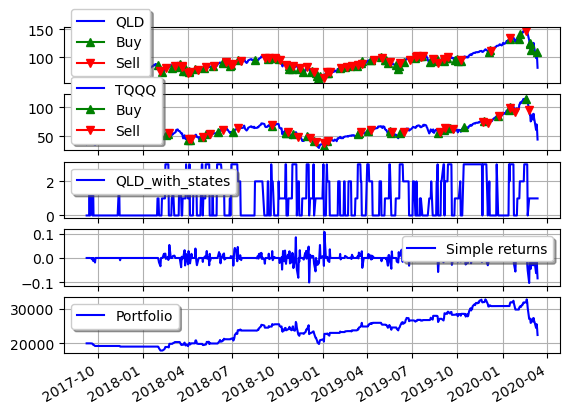 QLD
Buy
Sell
150
100
TQQQ
Buy
Sell
100
50
QLD_with_states
2
0
Simple returns
0.1
0.0
−0.1
Portfolio
30000
20000
2017-10
2018-01
2018-04
2018-07
2018-10
2019-01
2019-04
2019-07
2019-10
2020-01
2020-04